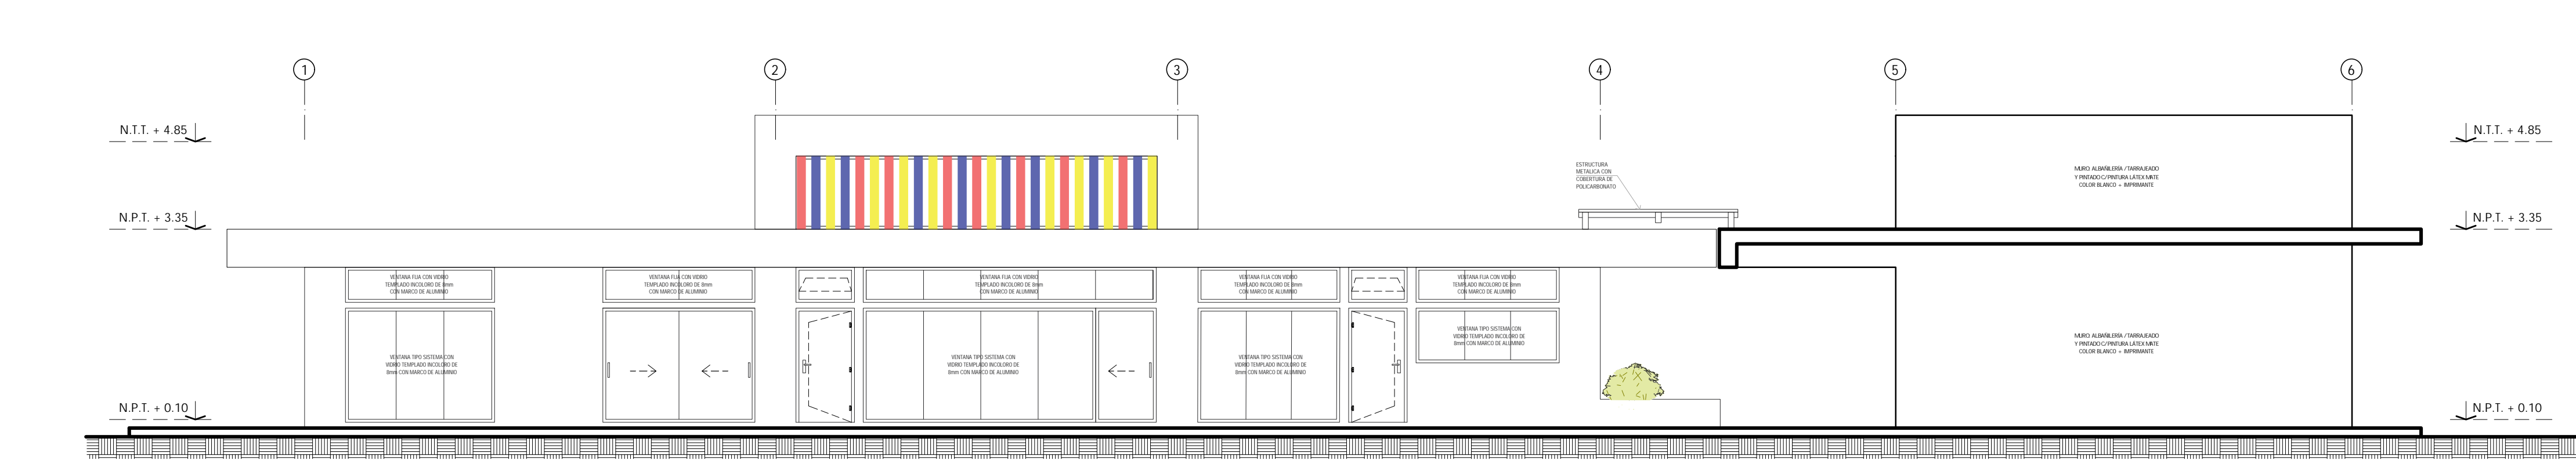 1
2
3
4
5
6
N.T.T. + 4.85
N.T.T. + 4.85
ESTRUCTURA
METALICA CON
COBERTURA DE
POLICARBONATO
MURO ALBAÑILERÍA / TARRAJEADO
Y PINTADO C/PINTURA LÁTEX MATE
COLOR BLANCO + IMPRIMANTE
N.P.T. + 3.35
N.P.T. + 3.35
VENTANA FIJA CON VIDRIO
TEMPLADO INCOLORO DE 8mm
CON MARCO DE ALUMINIO
VENTANA FIJA CON VIDRIO
TEMPLADO INCOLORO DE 8mm
CON MARCO DE ALUMINIO
VENTANA FIJA CON VIDRIO
TEMPLADO INCOLORO DE 8mm
CON MARCO DE ALUMINIO
VENTANA FIJA CON VIDRIO
TEMPLADO INCOLORO DE 8mm
CON MARCO DE ALUMINIO
VENTANA FIJA CON VIDRIO
TEMPLADO INCOLORO DE 8mm
CON MARCO DE ALUMINIO
VENTANA TIPO SISTEMA CON
VIDRIO TEMPLADO INCOLORO DE
8mm CON MARCO DE ALUMINIO
VENTANA TIPO SISTEMA CON
VIDRIO TEMPLADO INCOLORO DE
8mm CON MARCO DE ALUMINIO
VENTANA TIPO SISTEMA CON
VIDRIO TEMPLADO INCOLORO DE
8mm CON MARCO DE ALUMINIO
VENTANA TIPO SISTEMA CON
VIDRIO TEMPLADO INCOLORO DE
8mm CON MARCO DE ALUMINIO
MURO ALBAÑILERÍA / TARRAJEADO
Y PINTADO C/PINTURA LÁTEX MATE
COLOR BLANCO + IMPRIMANTE
N.P.T. + 0.10
N.P.T. + 0.10